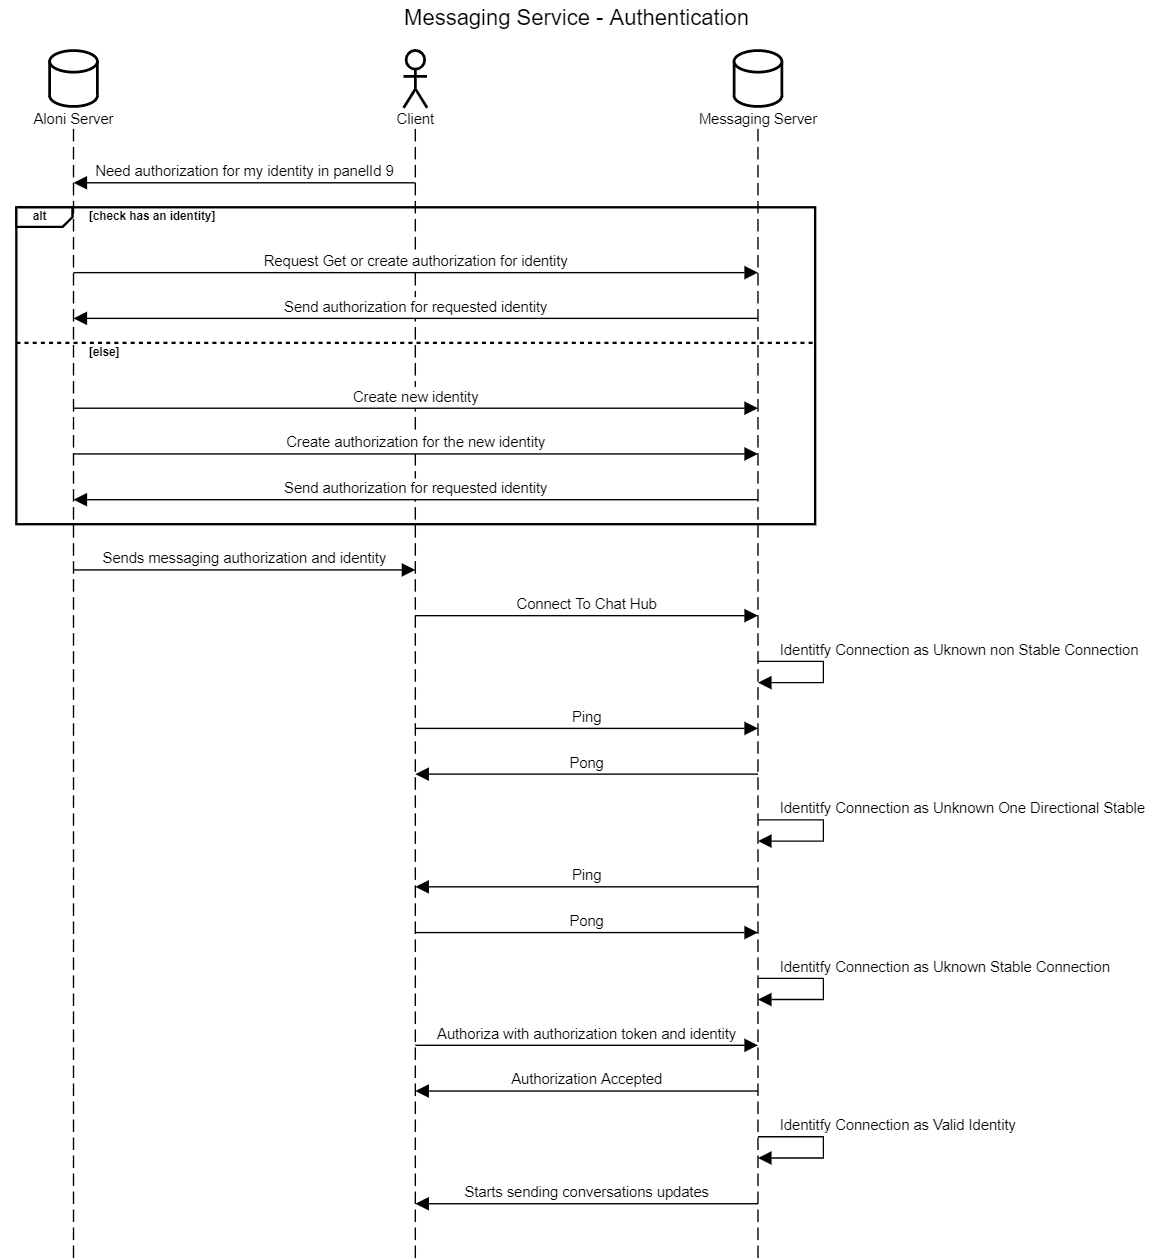 Messaging Service - Authentication
Aloni Server
Client
Messaging Server
Need authorization for my identity in panelId 9
alt
[check has an identity]
Request Get or create authorization for identity
Send authorization for requested identity
[else]
Create new identity
Create authorization for the new identity
Send authorization for requested identity
Sends messaging authorization and identity
Connect To Chat Hub
Identitfy Connection as Uknown non Stable Connection
Ping
Pong
Identitfy Connection as Unknown One Directional Stable
Ping
Pong
Identitfy Connection as Uknown Stable Connection
Authoriza with authorization token and identity
Authorization Accepted
Identitfy Connection as Valid Identity
Starts sending conversations updates